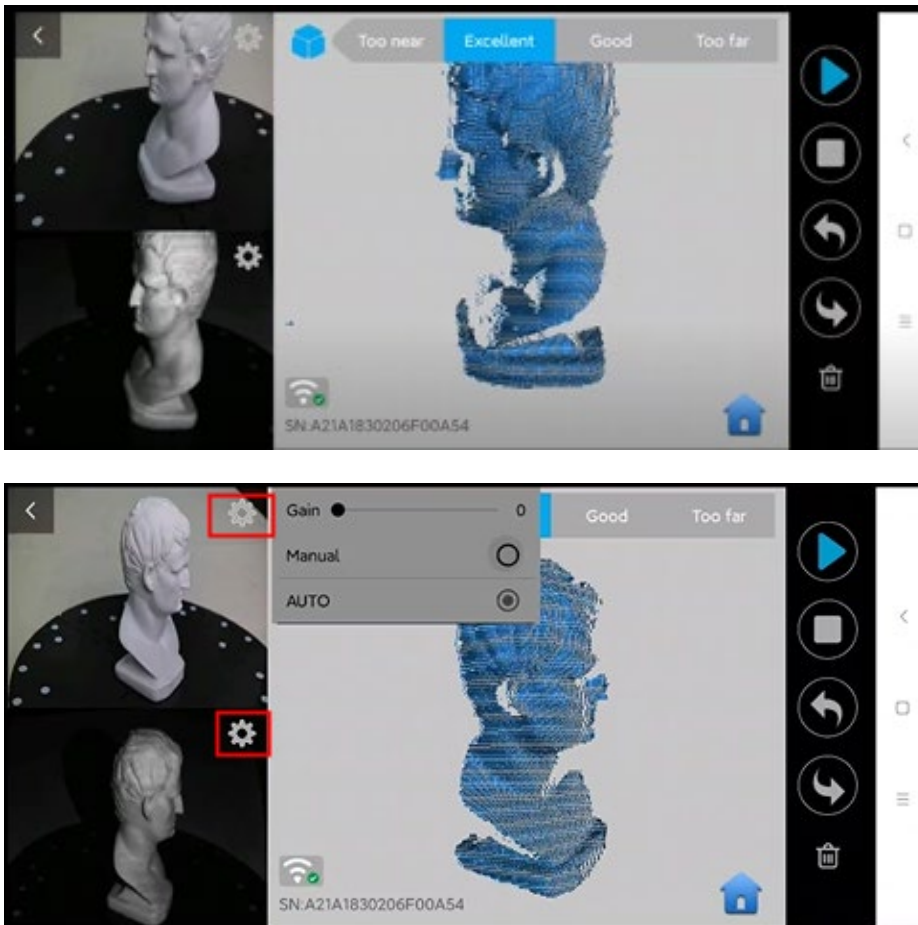 Too near Excellent Good Too far
SN:A21A1830206F00A54
Gain 0 Good Too far
Manual
AUTO
SN:A21A1830206F00A54